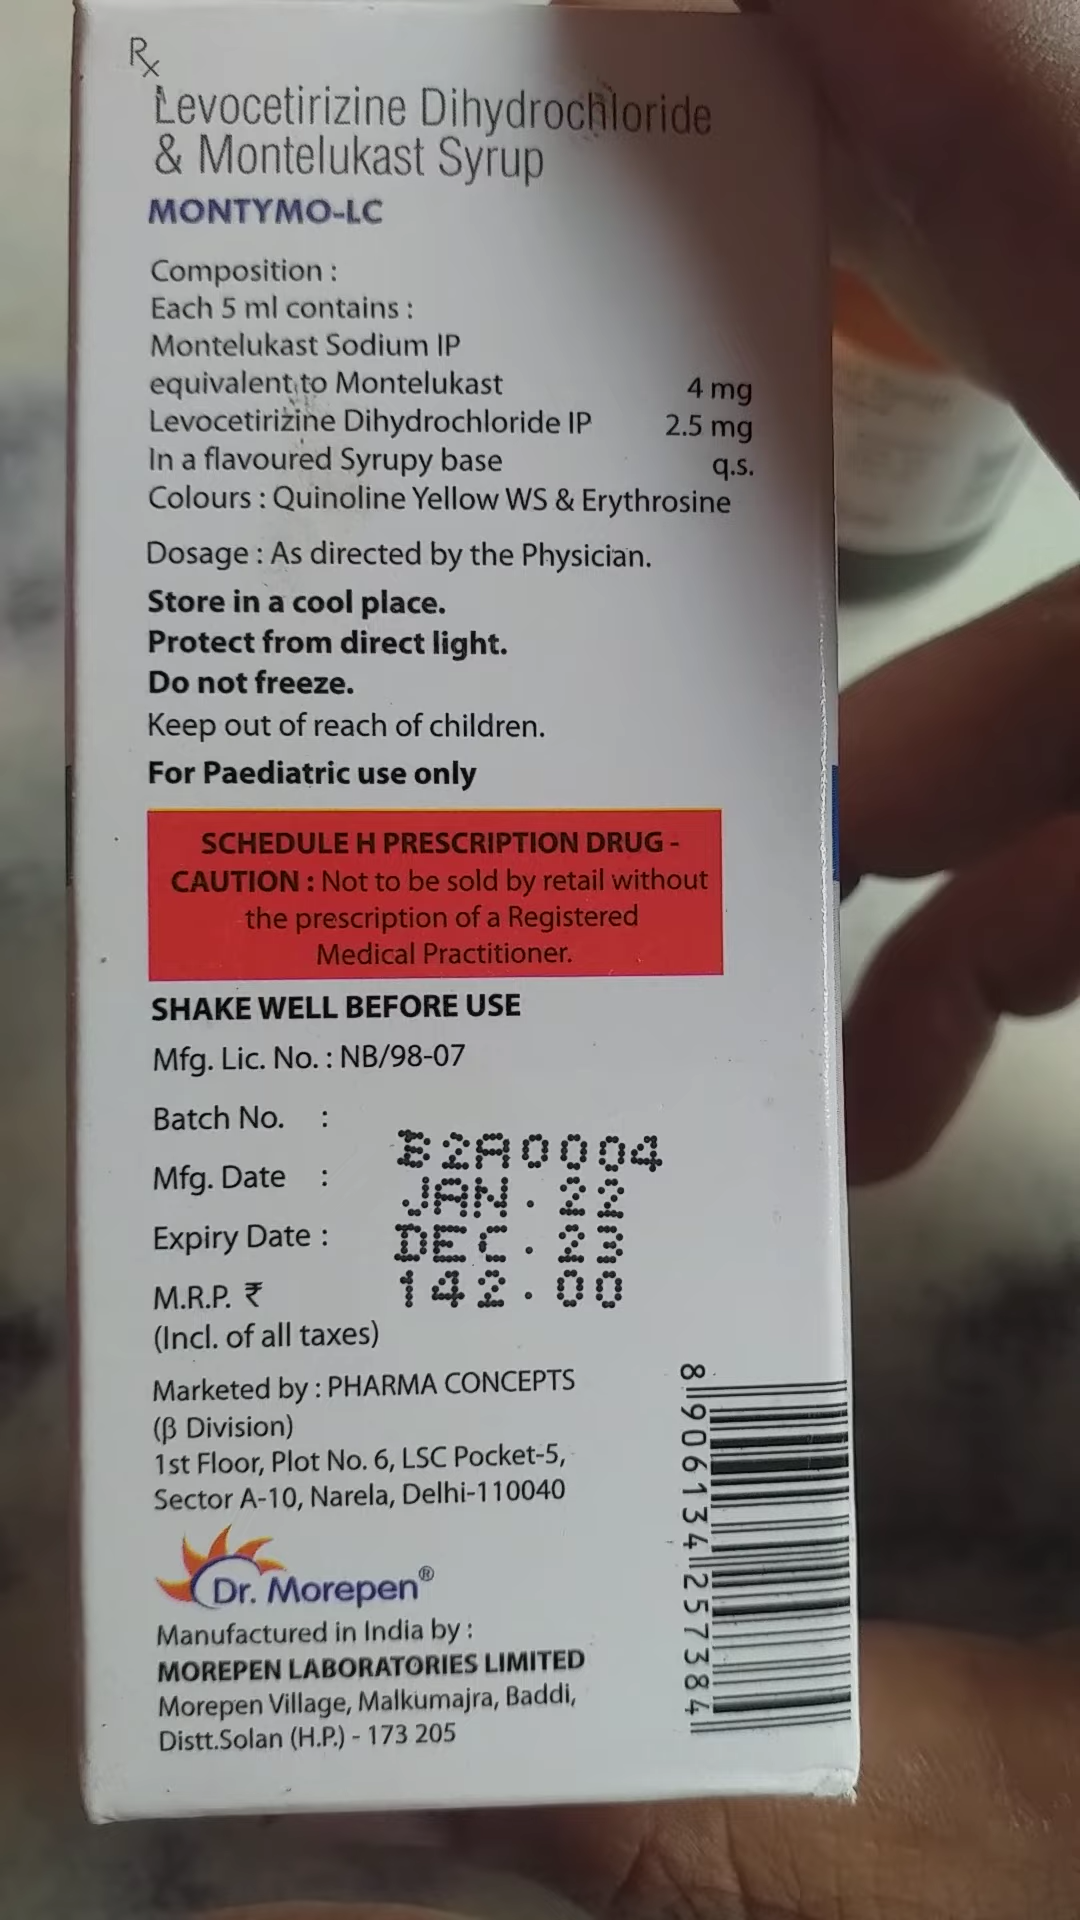 Rx
Levocetirizine Dihydrochloride
& Montelukast Syrup
MONTYMO-LC
Composition :
Each 5 ml contains :
Montelukast Sodium IP
equivalent to Montelukast 4 mg
Levocetirizine Dihydrochloride IP 2.5 mg
In a flavoured Syrupy base q.s.
Colours : Quinoline Yellow WS & Erythrosine
Dosage : As directed by the Physician.
Store in a cool place.
Protect from direct light.
Do not freeze.
Keep out of reach of children.
For Paediatric use only
SCHEDULE H PRESCRIPTION DRUG -
CAUTION : Not to be sold by retail without
the prescription of a Registered
Medical Practitioner.
SHAKE WELL BEFORE USE
Mfg. Lic. No. : NB/98-07
Batch No. : B2A0004
Mfg. Date : JAN. 22
Expiry Date : DEC. 23
M.R.P. ₹ 142.00
(Incl. of all taxes)
Marketed by : PHARMA CONCEPTS
(β Division)
1st Floor, Plot No. 6, LSC Pocket-5,
Sector A-10, Narela, Delhi-110040
Dr. Morepen®
Manufactured in India by :
MOREPEN LABORATORIES LIMITED
Morepen Village, Malkumajra, Baddi,
Distt.Solan (H.P.) - 173 205
8 906134 257384